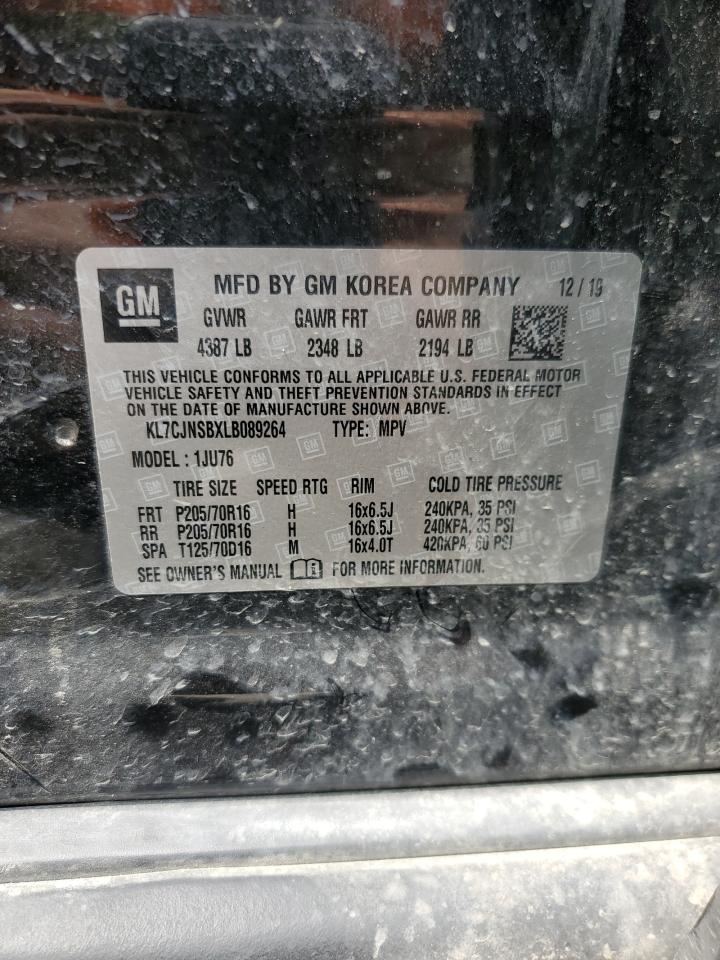 GM MFD BY GM KOREA COMPANY 12/19
GVWR GAWR FRT GAWR RR
4387 LB 2348 LB 2194 LB
THIS VEHICLE CONFORMS TO ALL APPLICABLE U.S. FEDERAL MOTOR
VEHICLE SAFETY AND THEFT PREVENTION STANDARDS IN EFFECT
ON THE DATE OF MANUFACTURE SHOWN ABOVE.
KL7CJNSBXLB089264 TYPE: MPV
MODEL : 1JU76
TIRE SIZE SPEED RTG RIM COLD TIRE PRESSURE
FRT P205/70R16 H 16x6.5J 240KPA, 35 PSI
RR P205/70R16 H 16x6.5J 240KPA, 35 PSI
SPA T125/70D16 M 16x4.0T 420KPA, 60 PSI
SEE OWNER'S MANUAL FOR MORE INFORMATION.